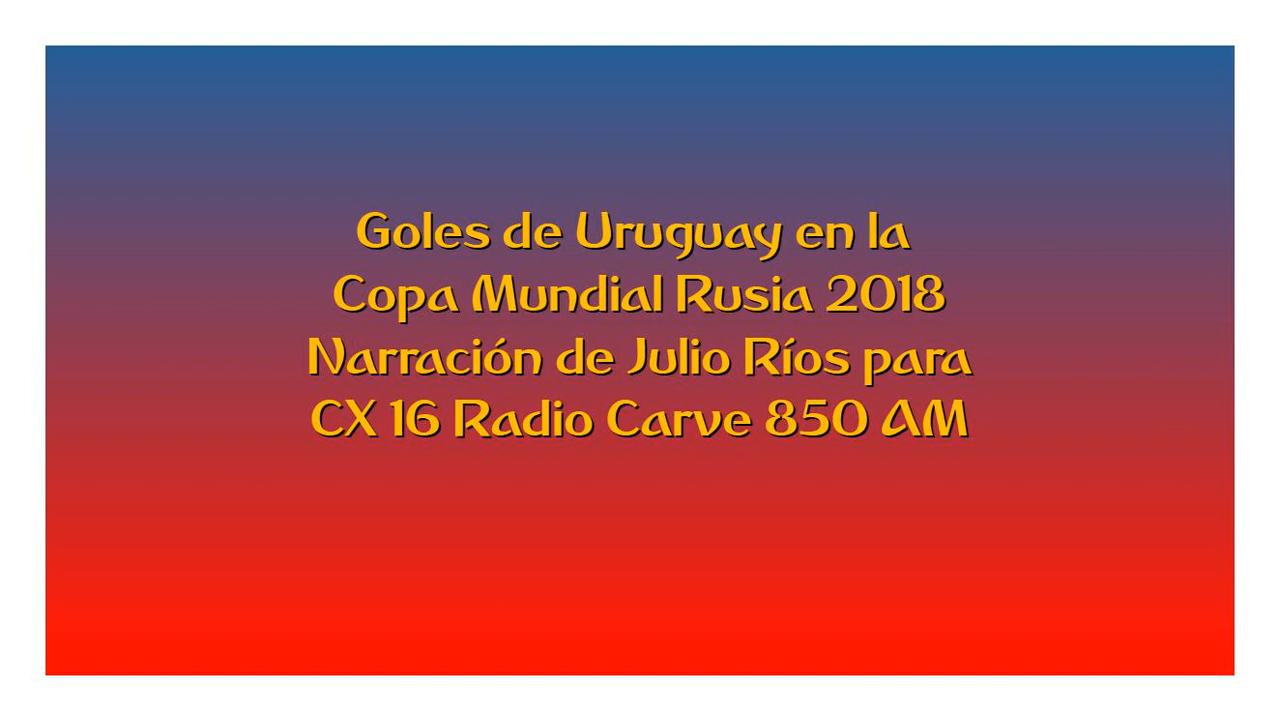 Goles de Uruguay en la
Copa Mundial Rusia 2018
Narración de Julio Ríos para
CX 16 Radio Carve 850 AM